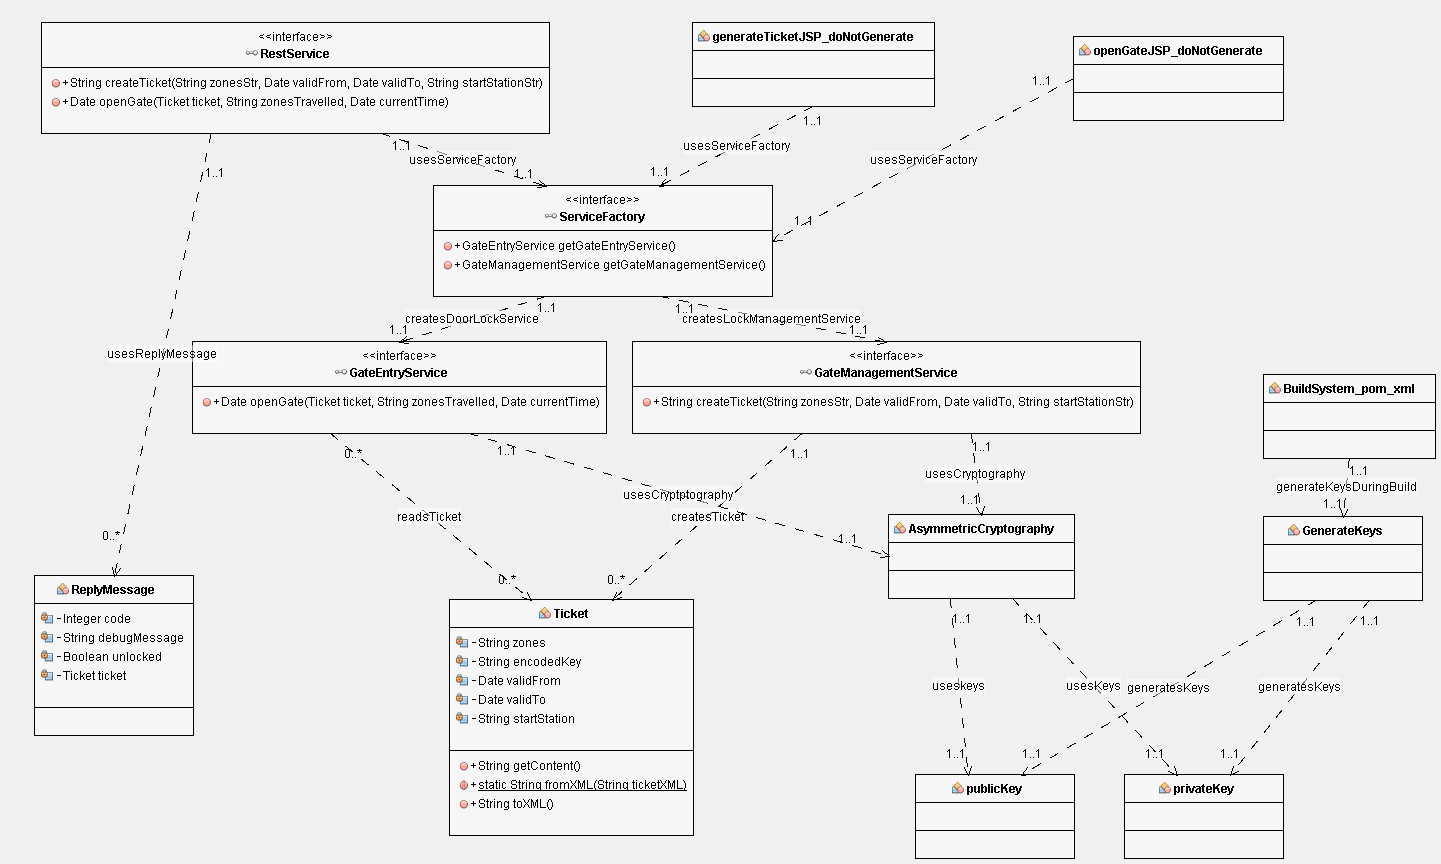 <<interface>>
RestService
+String createTicket(String zonesStr, Date validFrom, Date validTo, String startStationStr)
+Date openGate(Ticket ticket, String zonesTravelled, Date currentTime)
generateTicketJSP_doNotGenerate
openGateJSP_doNotGenerate
1..1
1..1
1..1
1..1
usesServiceFactory
usesServiceFactory
usesServiceFactory
1..1
1..1
1..1
<<interface>>
ServiceFactory
+GateEntryService getGateEntryService()
+GateManagementService getGateManagementService()
1..1
1..1
1..1
createsDoorLockService
createsLockManagementService
1..1
1..1
usesReplyMessage
<<interface>>
GateEntryService
+Date openGate(Ticket ticket, String zonesTravelled, Date currentTime)
<<interface>>
GateManagementService
+String createTicket(String zonesStr, Date validFrom, Date validTo, String startStationStr)
BuildSystem_pom_xml
0..*
1..1
1..1
1..1
1..1
usesCryptography
generateKeysDuringBuild
usesCryptptography
1..1
1..1
readsTicket
createsTicket
AsymmetricCryptography
GenerateKeys
0..*
1..1
0..*
0..*
ReplyMessage
-Integer code
-String debugMessage
-Boolean unlocked
-Ticket ticket
Ticket
-String zones
-String encodedKey
-Date validFrom
-Date validTo
-String startStation
+String getContent()
+static String fromXML(String ticketXML)
+String toXML()
1..1
1..1
1..1
1..1
useskeys
usesKeys
generatesKeys
generatesKeys
1..1
1..1
1..1
1..1
publicKey
privateKey